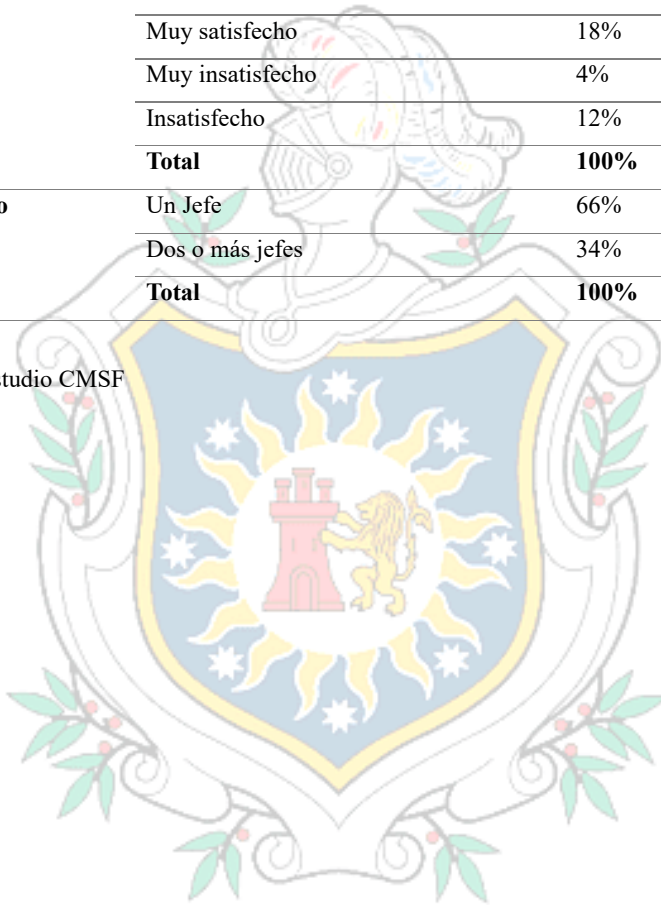 Muy satisfecho 18%
Muy insatisfecho 4%
Insatisfecho 12%
Total 100%
o Un Jefe 66%
Dos o más jefes 34%
Total 100%
studio CMSF